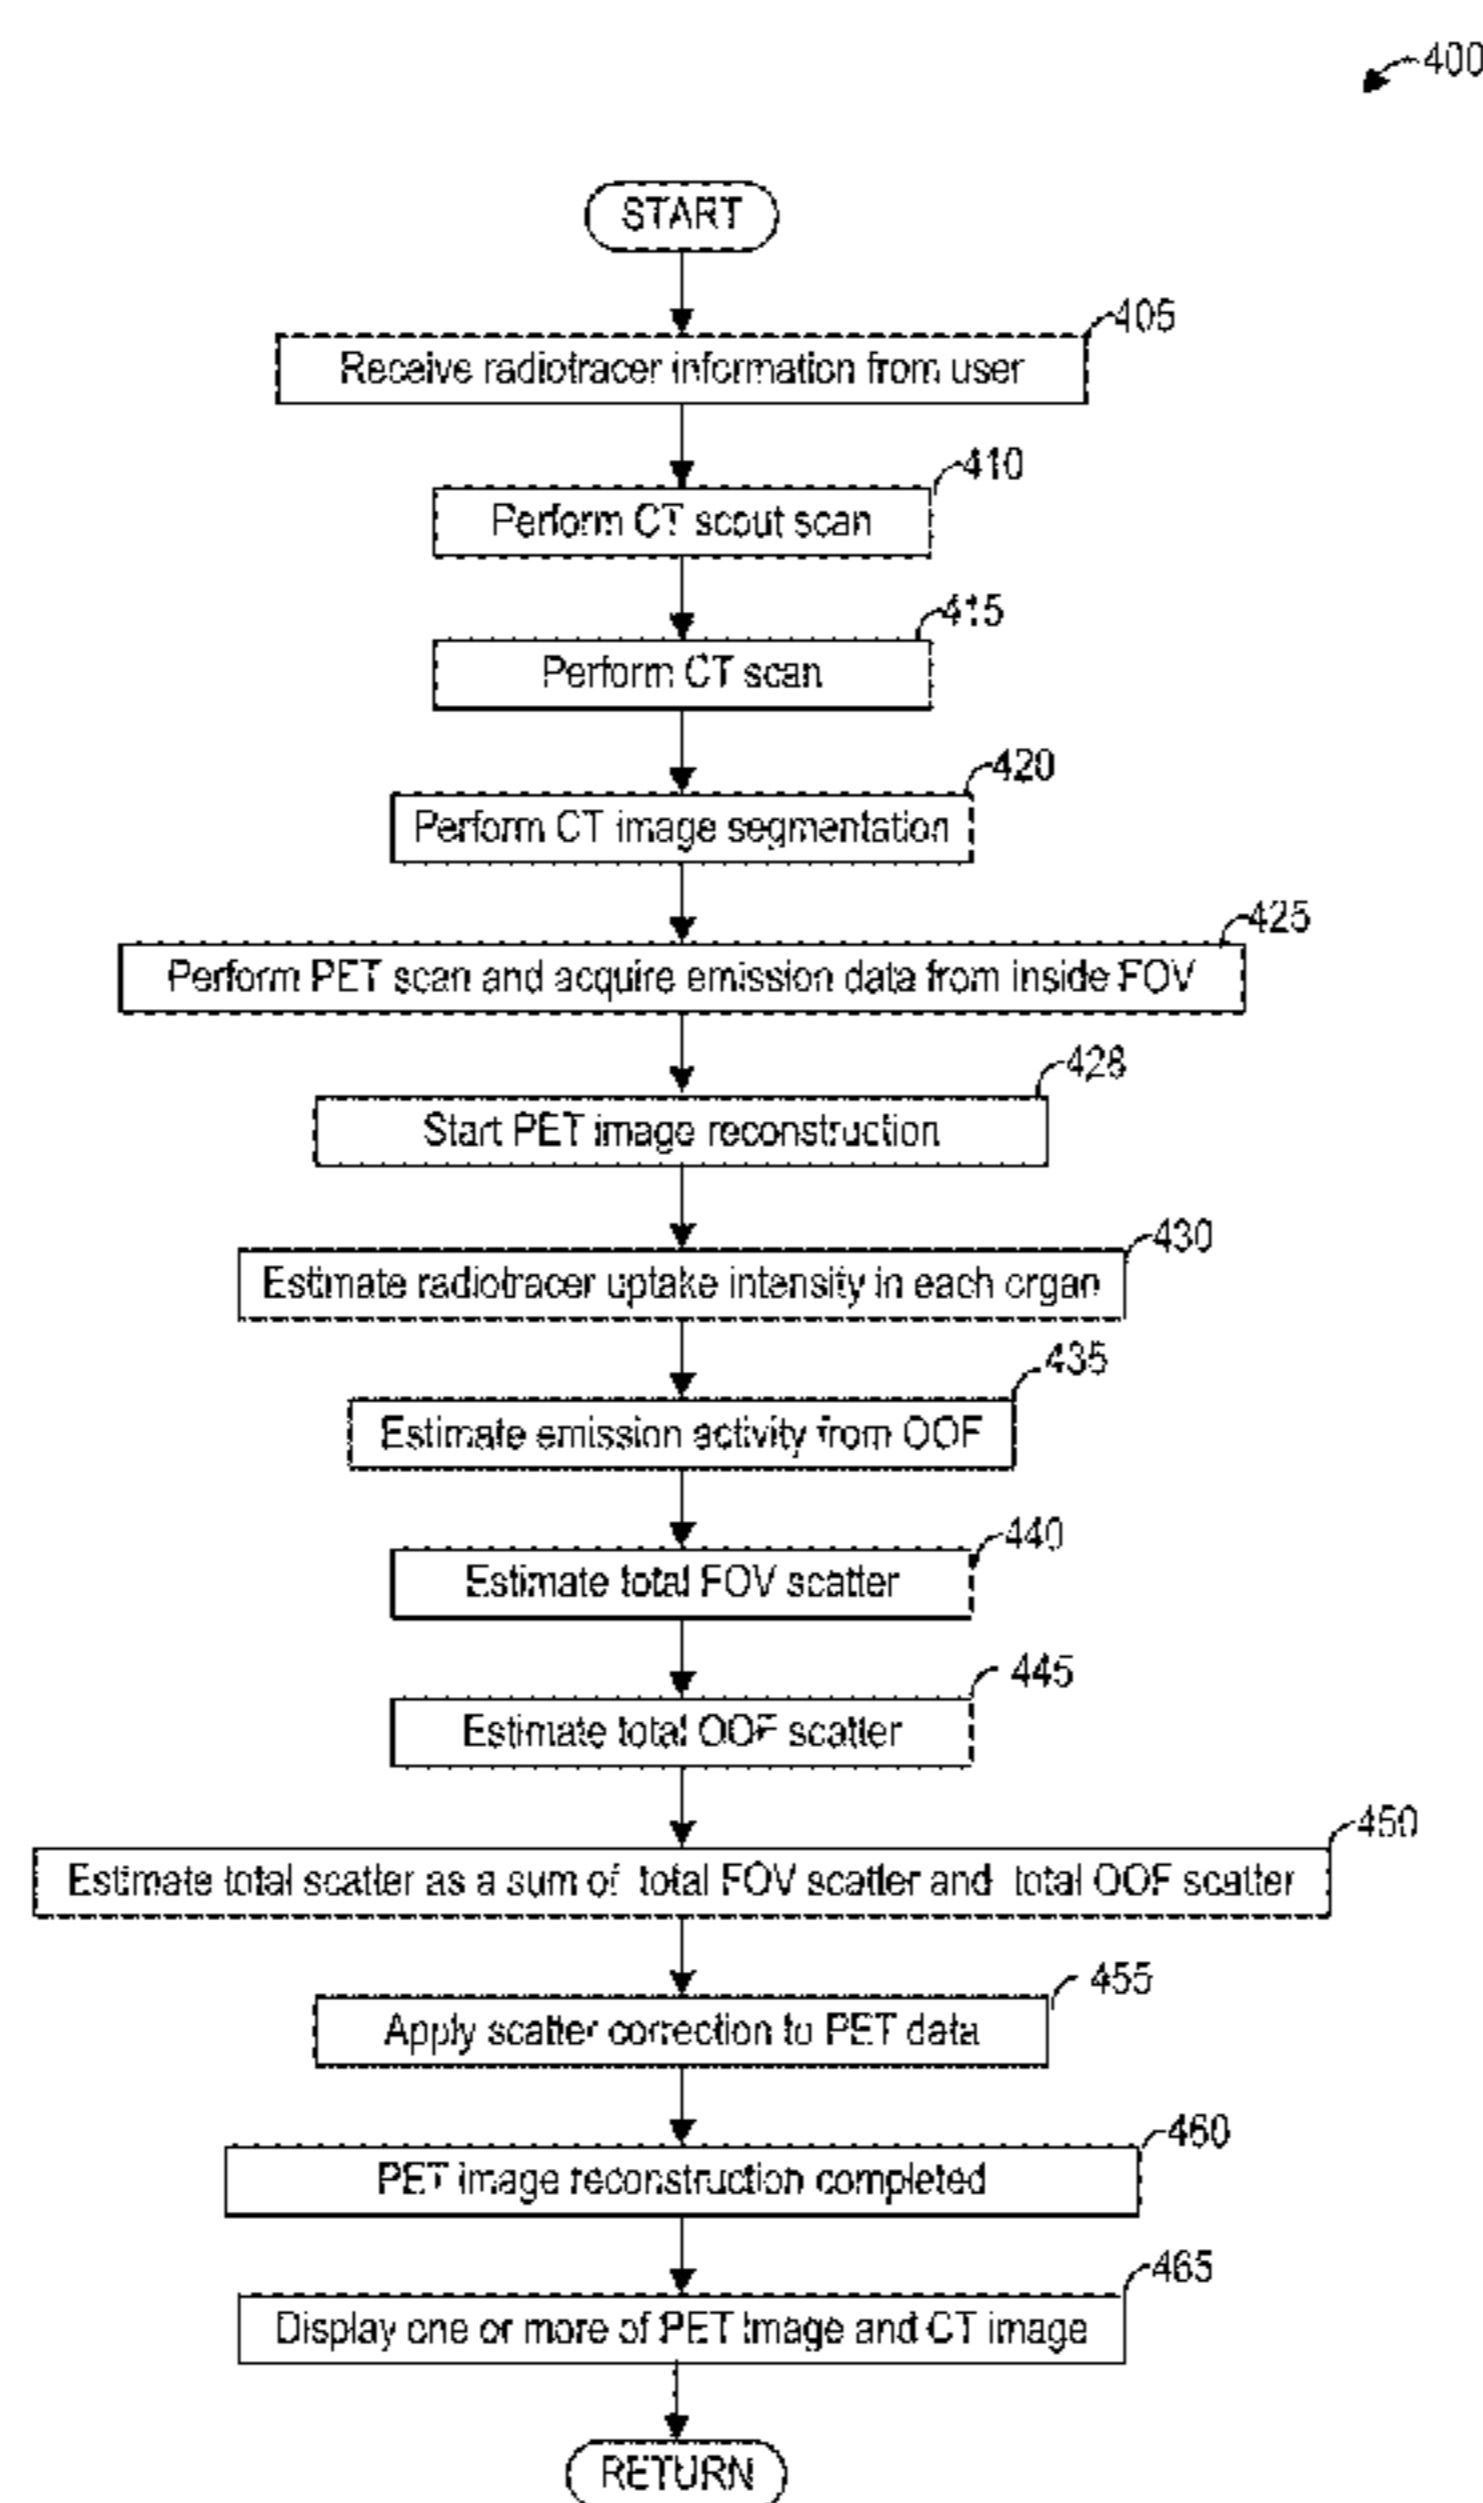 400
START
405
Receive radiotracer information from user
410
Perform CT scout scan
415
Perform CT scan
420
Perform CT image segmentation
425
Perform PET scan and acquire emission data from inside FOV
428
Start PET image reconstruction
430
Estimate radiotracer uptake intensity in each organ
435
Estimate emission activity from OOF
440
Estimate total FOV scatter
445
Estimate total OOF scatter
450
Estimate total scatter as a sum of total FOV scatter and total OOF scatter
455
Apply scatter correction to PET data
460
PET image reconstruction completed
465
Display one or more of PET Image and CT image
RETURN